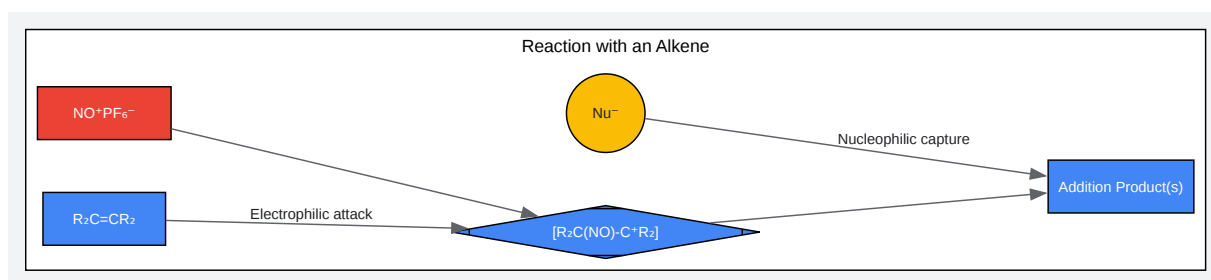 Reaction with an Alkene
NO⁺PF₆⁻
Nu⁻
Nucleophilic capture
Addition Product(s)
R₂C=CR₂
Electrophilic attack
[R₂C(NO)-C⁺R₂]